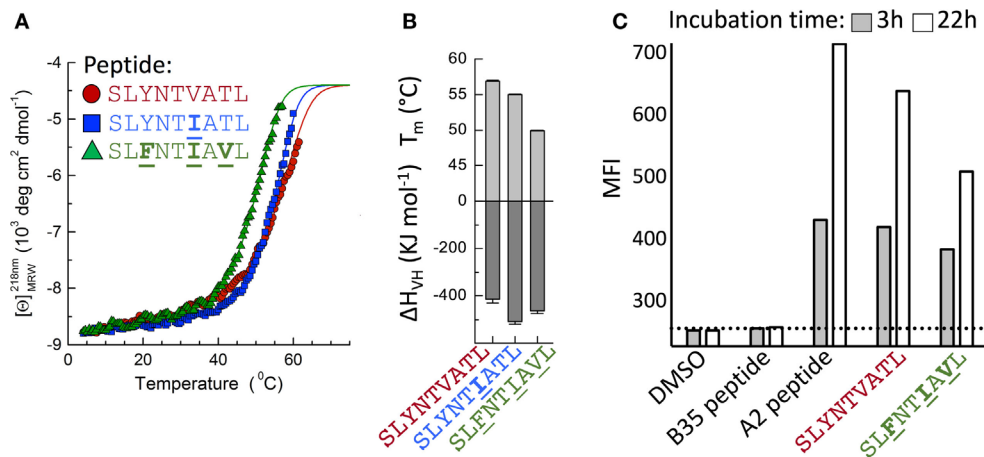 A
Peptide:
SLYNTVATL
SLYNTIATL
SLFNTIAVL
[Θ]218nm MRW (10³ deg cm² dmol⁻¹)
-4
-5
-6
-7
-8
-9
0 20 40 60
Temperature (⁰C)
B
Tm (°C)
60
55
50
45
0
-200
-400
ΔHVH (KJ mol⁻¹)
SLYNTVATL
SLYNTIATL
SLFNTIAVL
C
Incubation time: 3h 22h
MFI
700
600
500
400
300
DMSO
B35 peptide
A2 peptide
SLYNTVATL
SLFNTIAVL